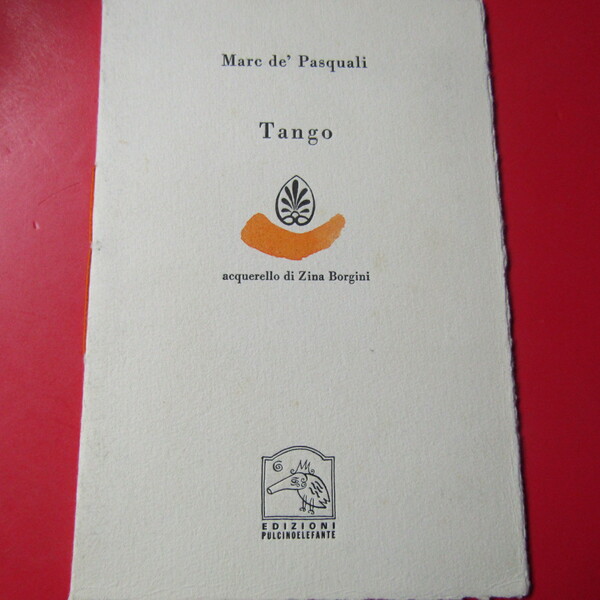 Marc de' Pasquali
Tango
acquerello di Zina Borgini
EDIZIONI
PULCINOELEFANTE